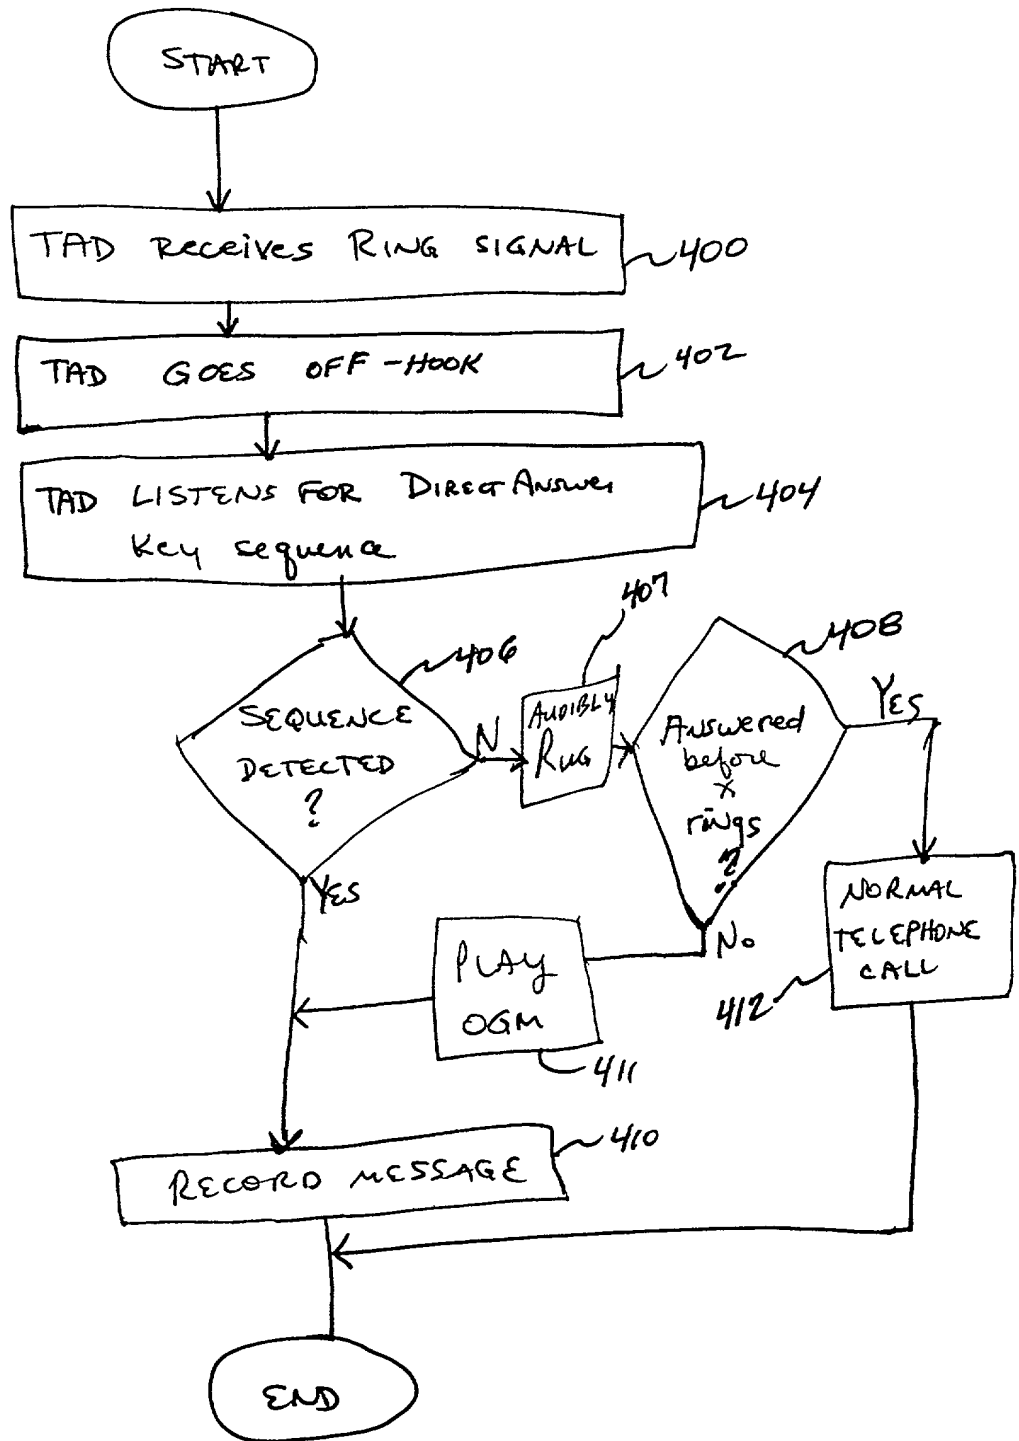 START
TAD Receives RING SIGNAL
400
TAD GOES OFF-HOOK
402
TAD LISTENS FOR DIRECT ANSWER
Key sequence
404
SEQUENCE
DETECTED
?
406
N
YES
AUDIBLY
RING
407
Answered
before
X
rings
?
408
YES
No
NORMAL
TELEPHONE
CALL
412
PLAY
OGM
411
RECORD MESSAGE
410
END